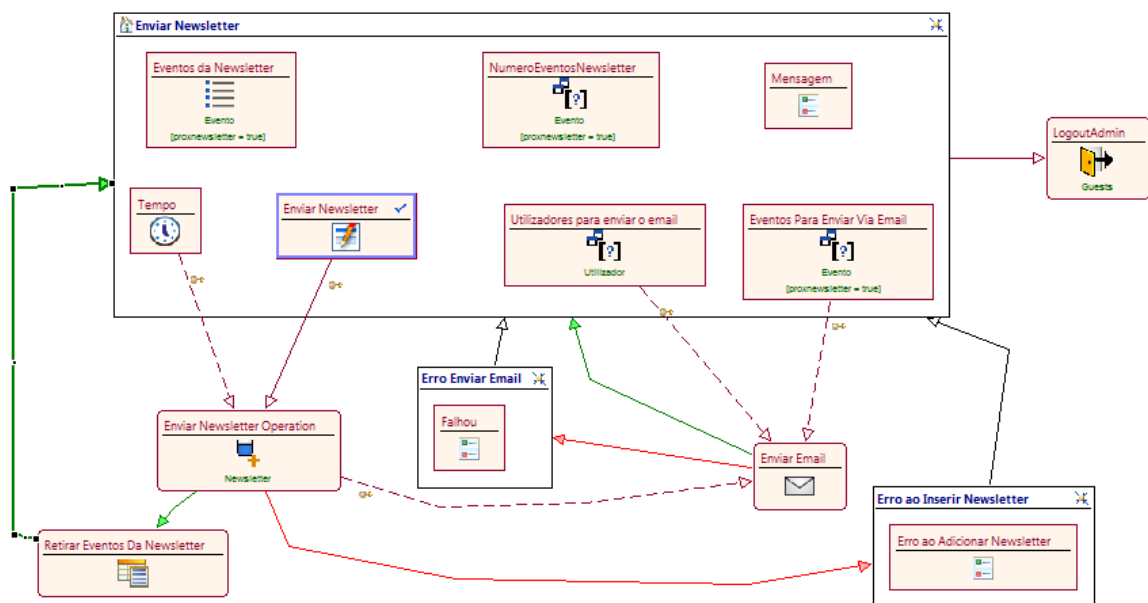 Enviar Newsletter
Eventos da Newsletter
Evento
[proxnewsletter = true]
NumeroEventosNewsletter
[?]
Evento
[proxnewsletter = true]
Mensagem
LogoutAdmin
Guests
Tempo
Enviar Newsletter
Utilizadores para enviar o email
[?]
Utilizador
Eventos Para Enviar Via Email
[?]
Evento
[proxnewsletter = true]
Erro Enviar Email
Falhou
Enviar Newsletter Operation
Newsletter
Enviar Email
Erro ao Inserir Newsletter
Erro ao Adicionar Newsletter
Retirar Eventos Da Newsletter